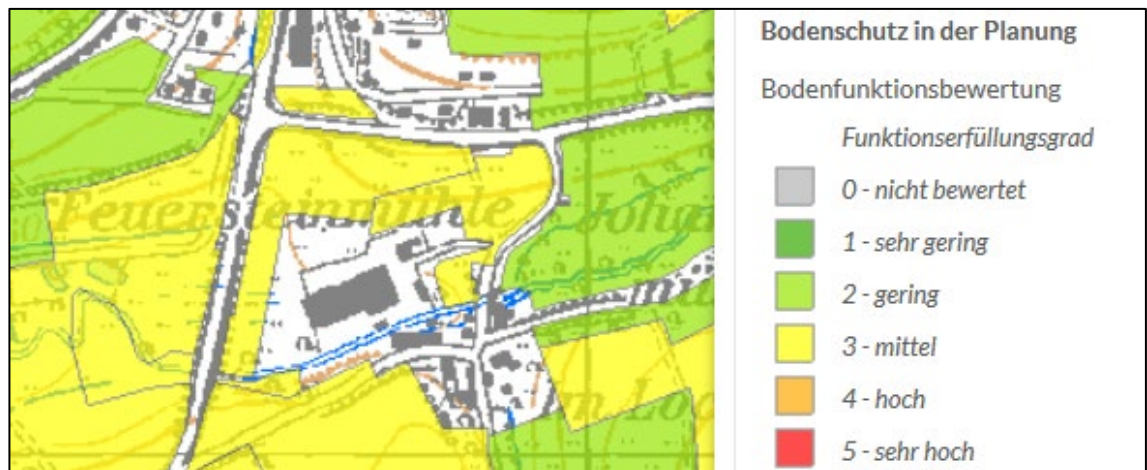 Bodenschutz in der Planung
Bodenfunktionsbewertung
Funktionserfüllungsgrad
0 - nicht bewertet
1 - sehr gering
2 - gering
3 - mittel
4 - hoch
5 - sehr hoch
Feuersteinmühle